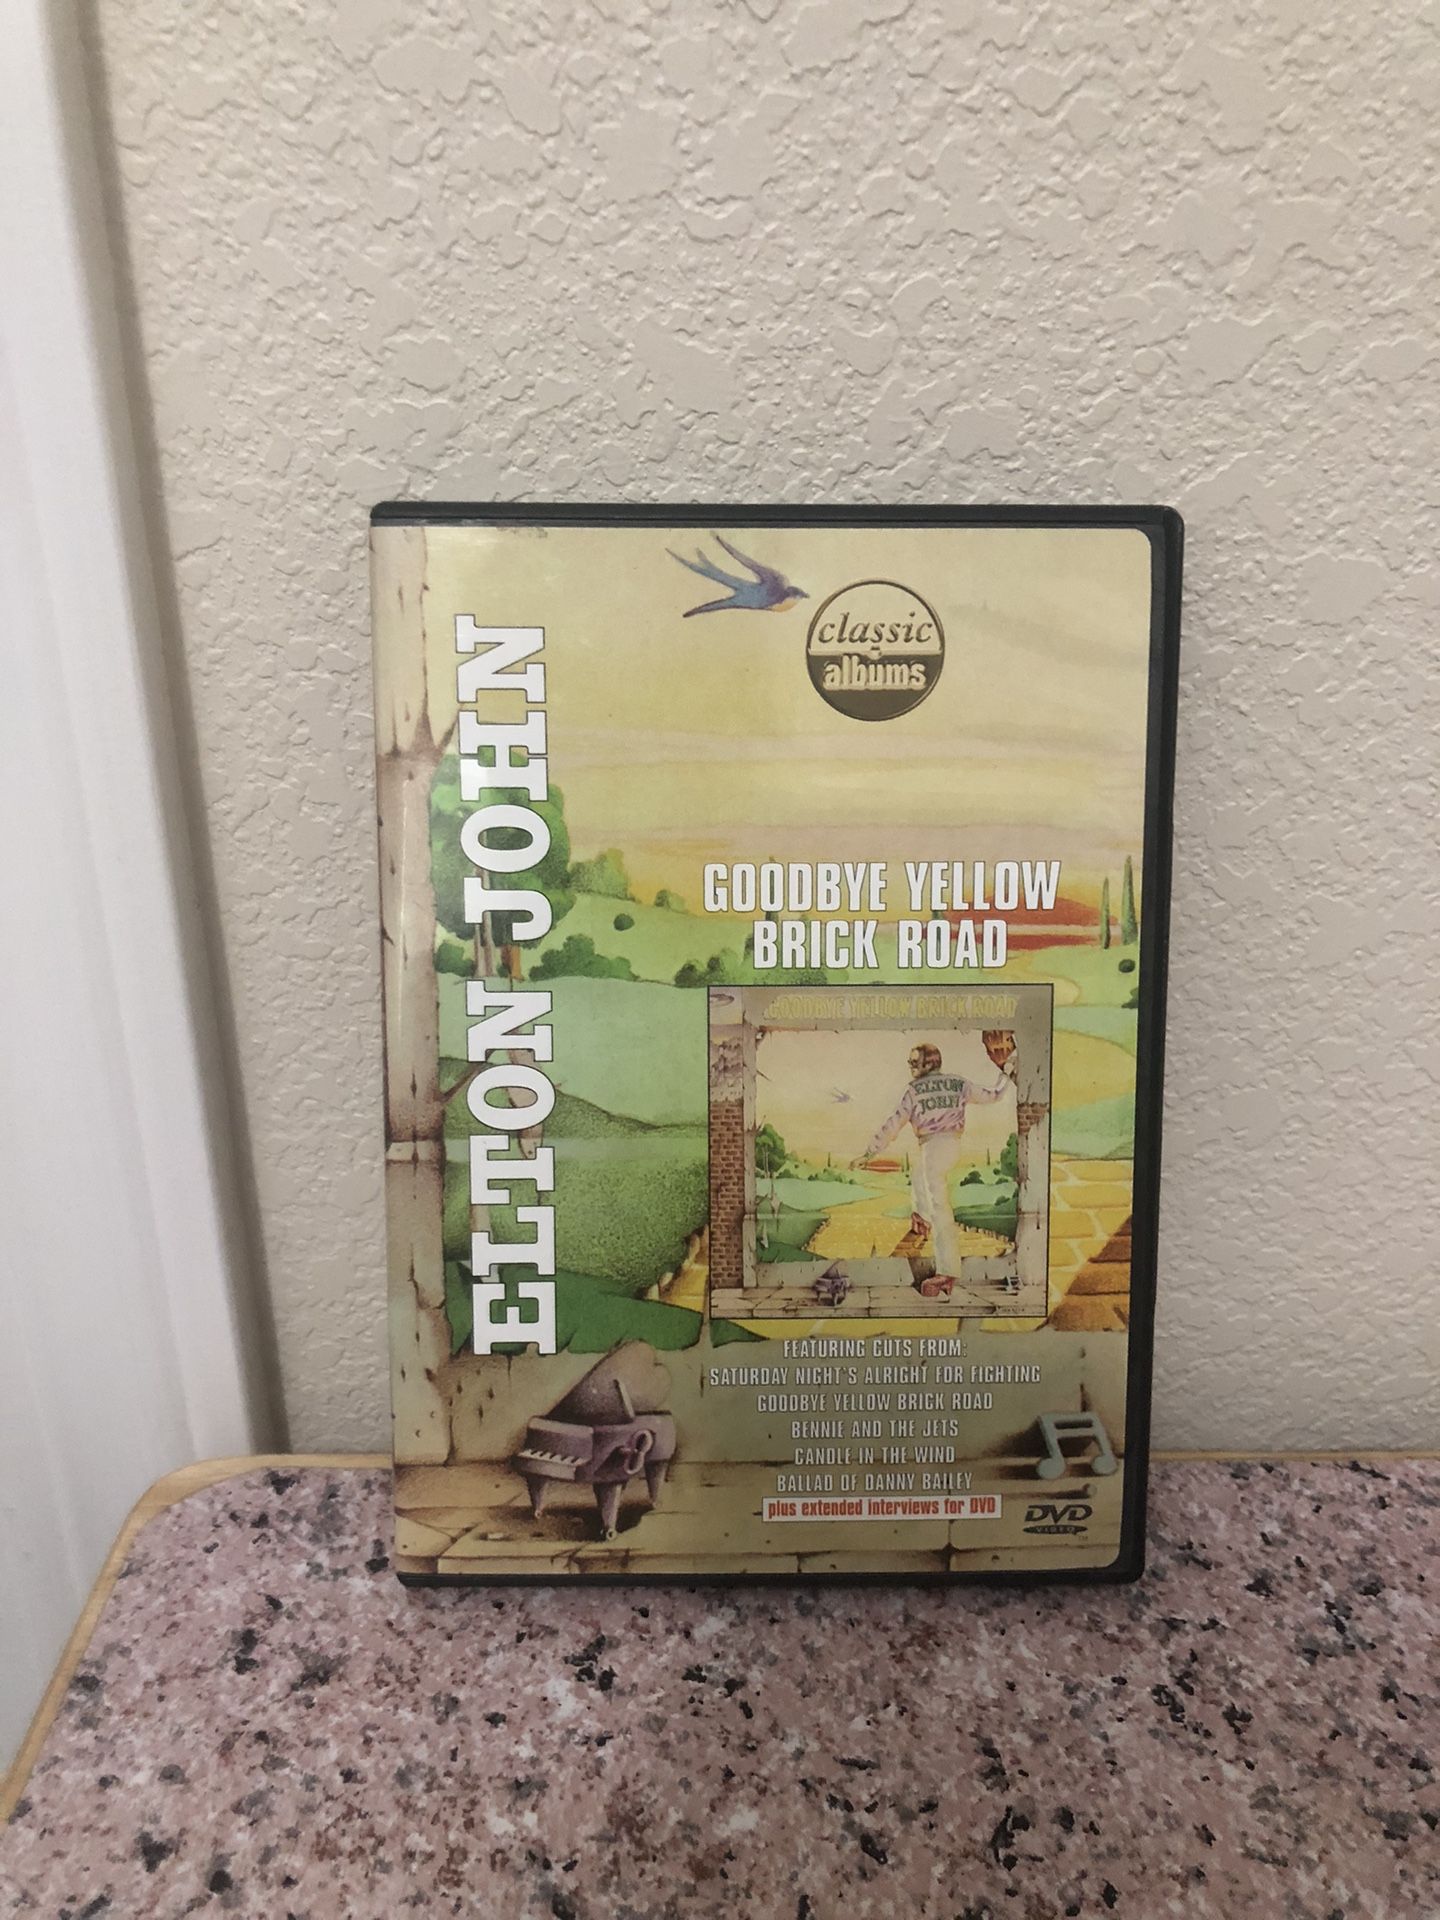 ELTON JOHN
classic
albums
GOODBYE YELLOW
BRICK ROAD
GOODBYE YELLOW BRICK ROAD
ELTON
JOHN
FEATURING CUTS FROM:
SATURDAY NIGHT'S ALRIGHT FOR FIGHTING
GOODBYE YELLOW BRICK ROAD
BENNIE AND THE JETS
CANDLE IN THE WIND
BALLAD OF DANNY BAILEY
plus extended interviews for DVD
DVD
VIDEO
TM